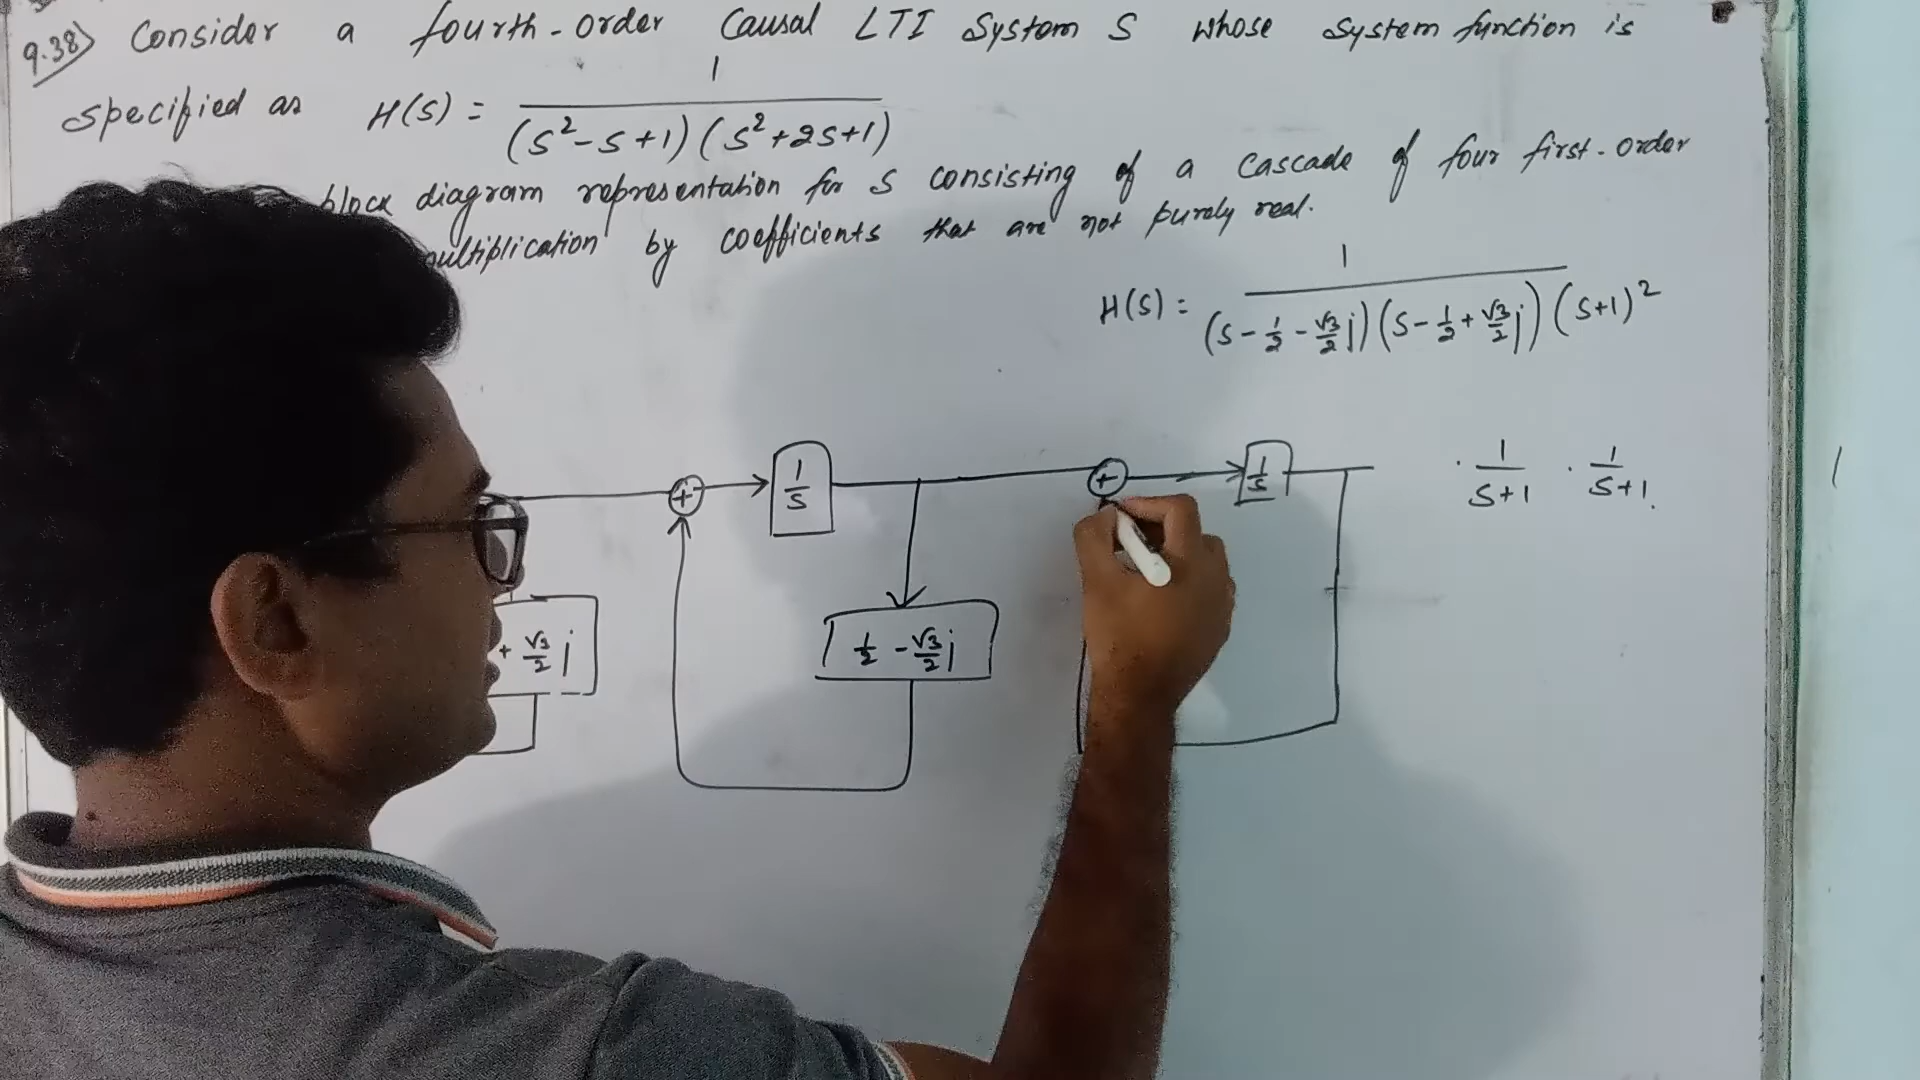 9.38) Consider a fourth-order Causal LTI System S whose system function is
specified as H(S) = 1 / (s²-s+1)(s²+2s+1)
block diagram representation for S consisting of a cascade of four first-order
multiplication by coefficients that are not purely real.
H(S) = 1 / (s - 1/2 - √3/2 j)(s - 1/2 + √3/2 j)(s+1)²
+ 1/s + 1/s · 1/s+1 · 1/s+1.
+ √3/2 j 1/2 - √3/2 j